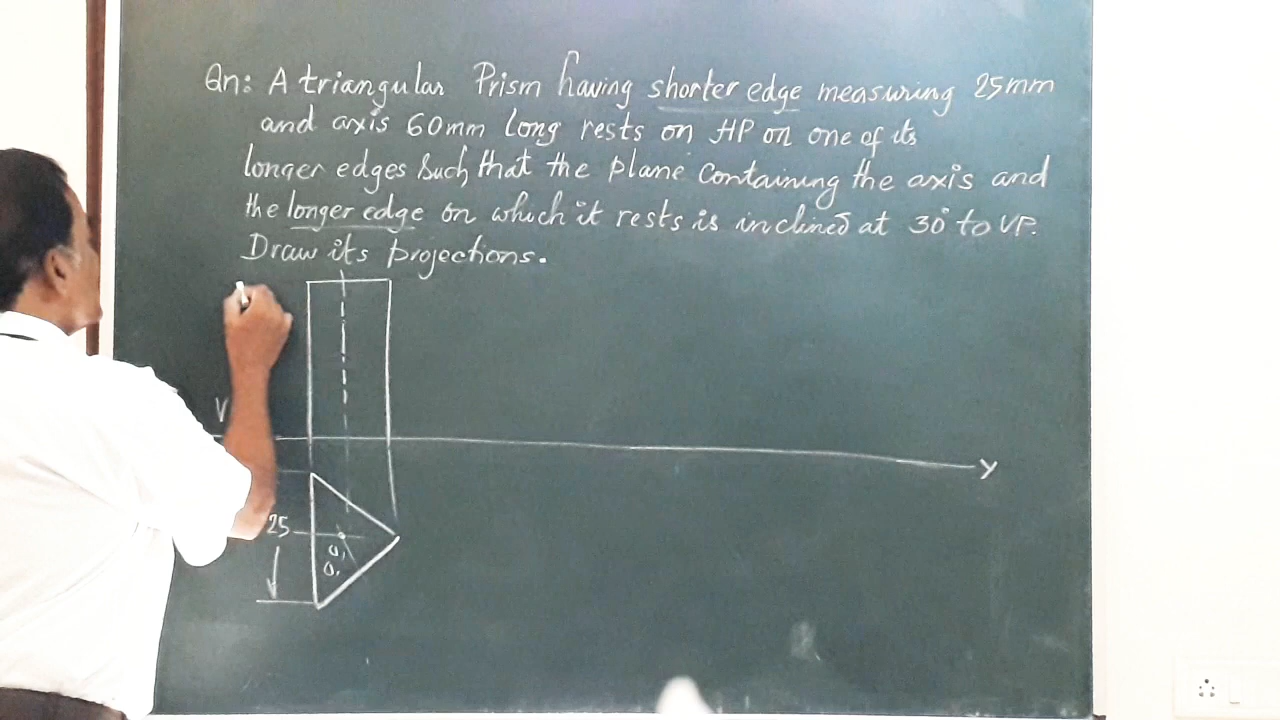 Qn: A triangular Prism having shorter edge measuring 25mm
and axis 60mm long rests on HP on one of its
longer edges such that the plane containing the axis and
the longer edge on which it rests is inclined at 30° to VP.
Draw its projections.
V
Y
25
O,
O,